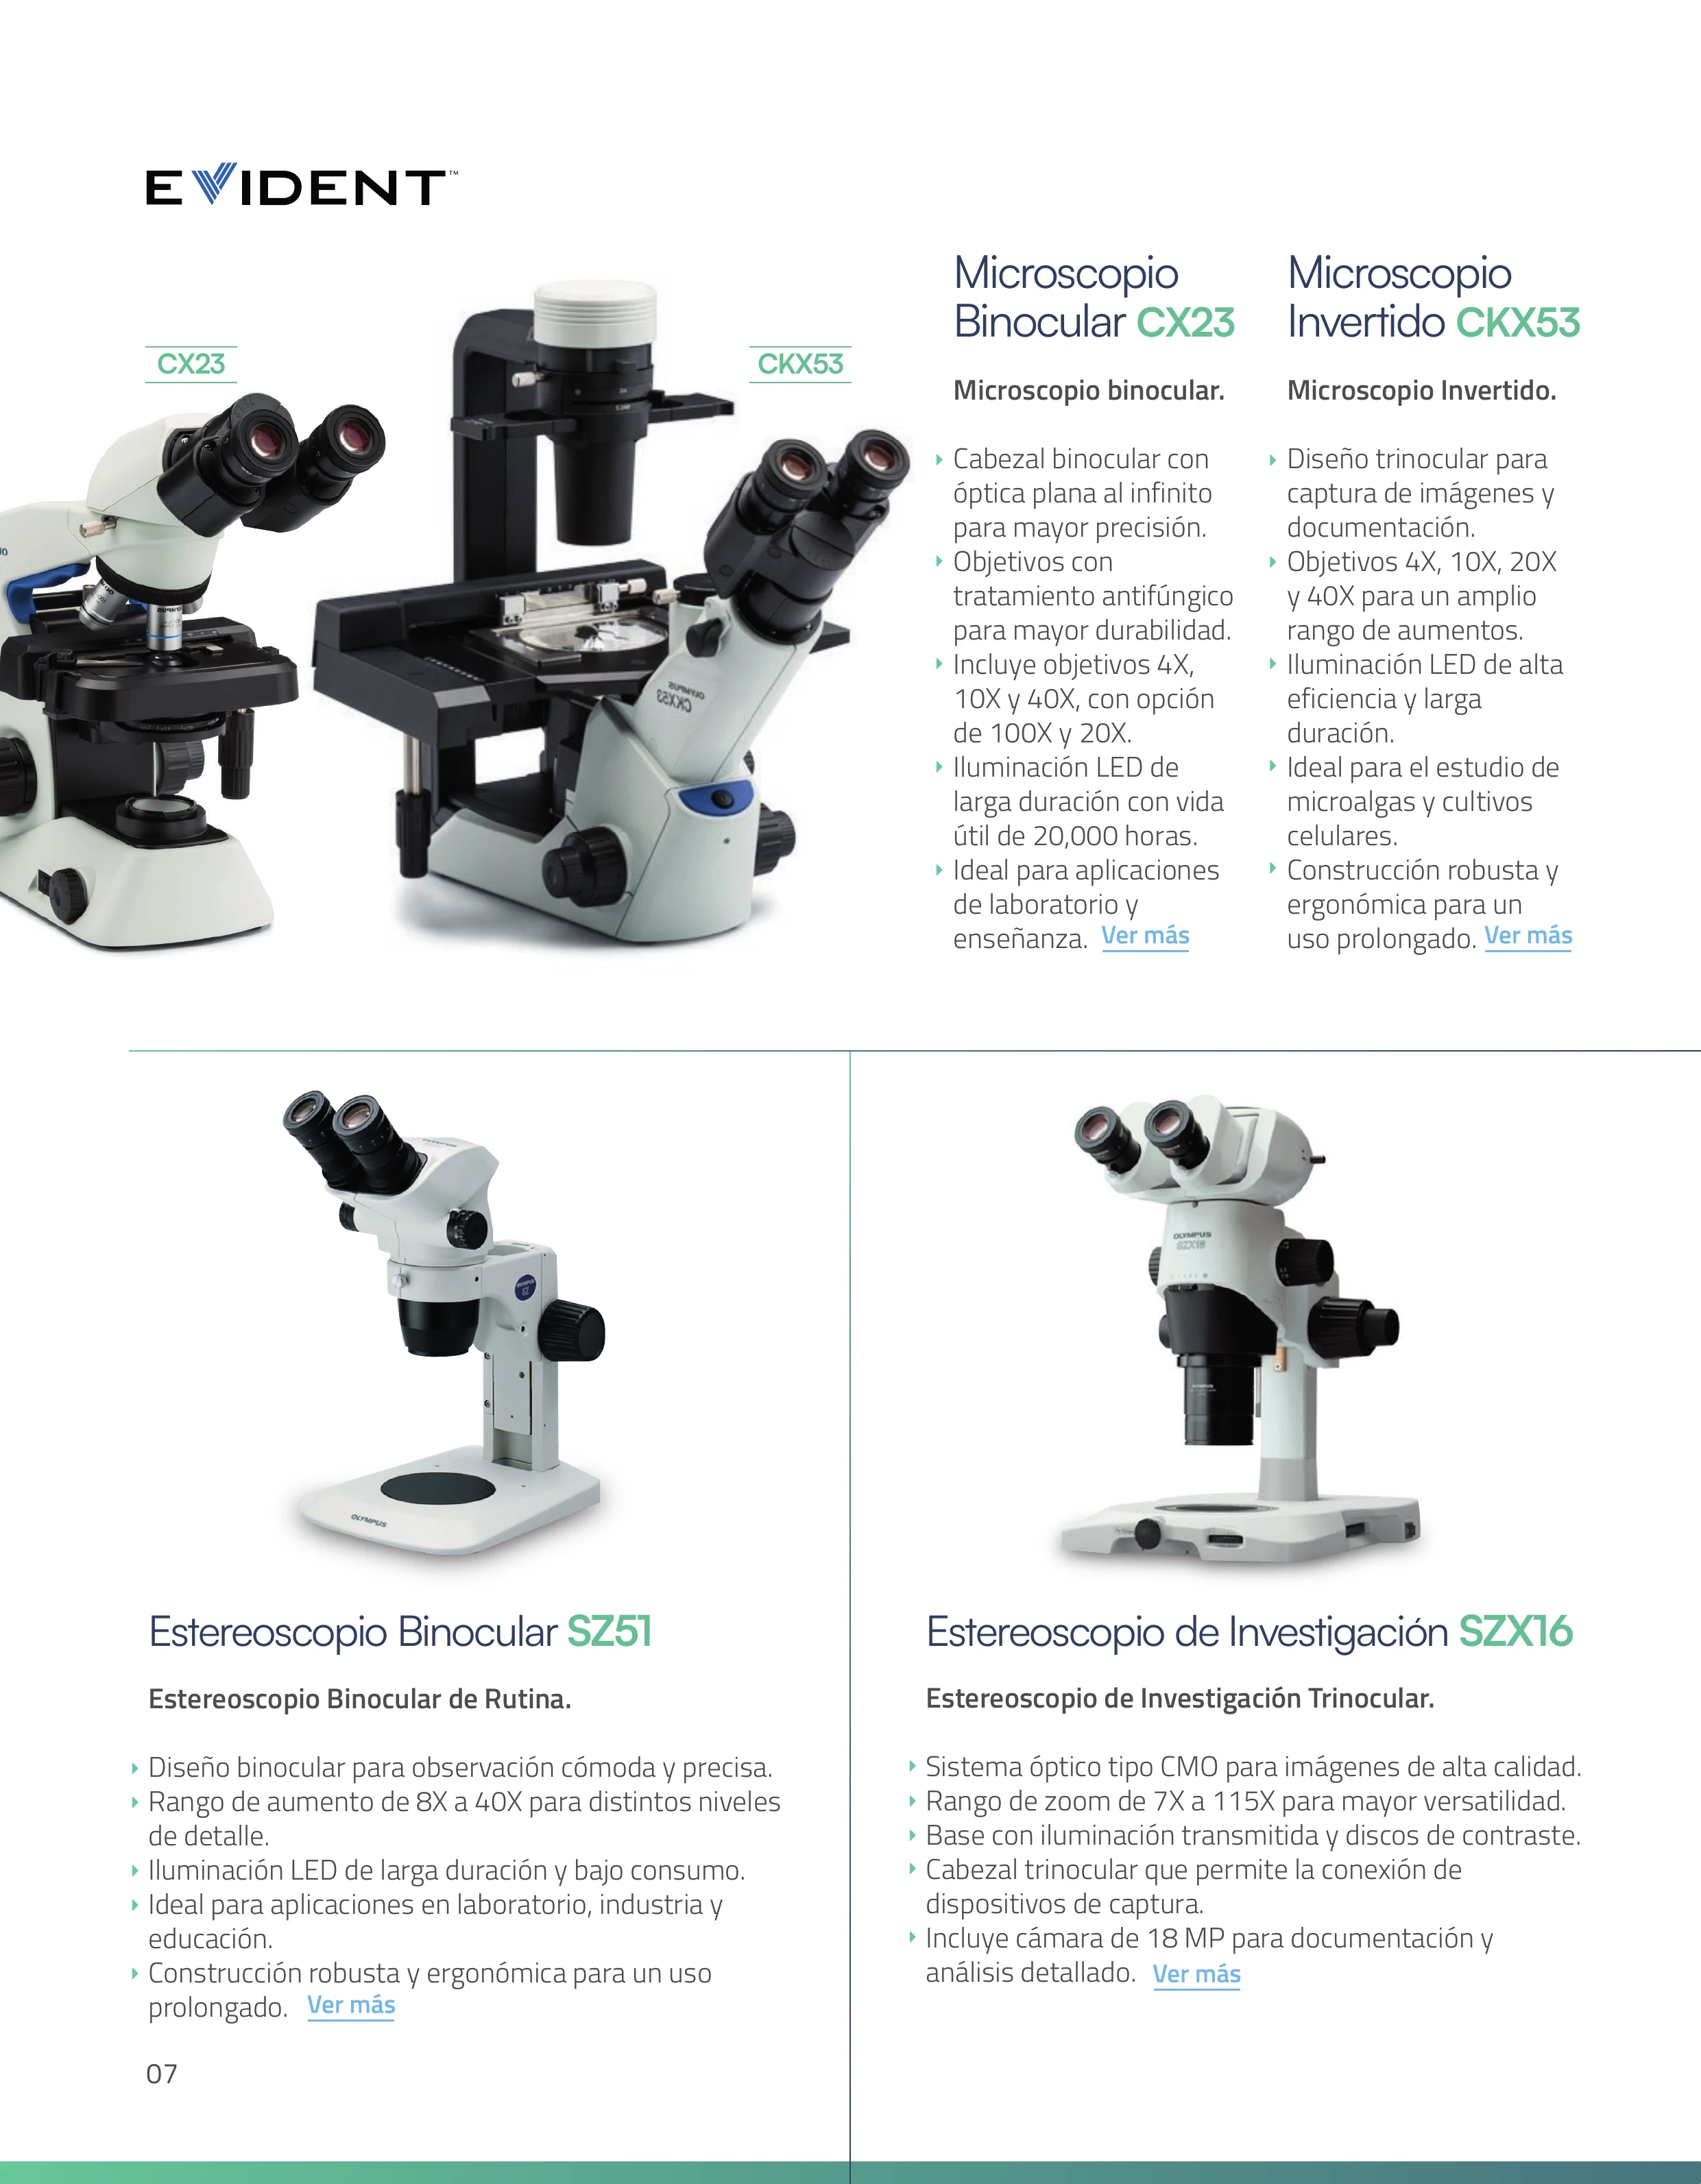 EVIDENT™
CX23
CKX53
OLYMPUS
CKX53
Microscopio
Binocular CX23
Microscopio binocular.
Cabezal binocular con
óptica plana al infinito
para mayor precisión.
Objetivos con
tratamiento antifúngico
para mayor durabilidad.
Incluye objetivos 4X,
10X y 40X, con opción
de 100X y 20X.
Iluminación LED de
larga duración con vida
útil de 20,000 horas.
Ideal para aplicaciones
de laboratorio y
enseñanza. Ver más
Microscopio
Invertido CKX53
Microscopio Invertido.
Diseño trinocular para
captura de imágenes y
documentación.
Objetivos 4X, 10X, 20X
y 40X para un amplio
rango de aumentos.
Iluminación LED de alta
eficiencia y larga
duración.
Ideal para el estudio de
microalgas y cultivos
celulares.
Construcción robusta y
ergonómica para un
uso prolongado. Ver más
OLYMPUS
SZ
OLYMPUS
Estereoscopio Binocular SZ51
Estereoscopio Binocular de Rutina.
Diseño binocular para observación cómoda y precisa.
Rango de aumento de 8X a 40X para distintos niveles
de detalle.
Iluminación LED de larga duración y bajo consumo.
Ideal para aplicaciones en laboratorio, industria y
educación.
Construcción robusta y ergonómica para un uso
prolongado. Ver más
OLYMPUS
SZX16
Estereoscopio de Investigación SZX16
Estereoscopio de Investigación Trinocular.
Sistema óptico tipo CMO para imágenes de alta calidad.
Rango de zoom de 7X a 115X para mayor versatilidad.
Base con iluminación transmitida y discos de contraste.
Cabezal trinocular que permite la conexión de
dispositivos de captura.
Incluye cámara de 18 MP para documentación y
análisis detallado. Ver más
07